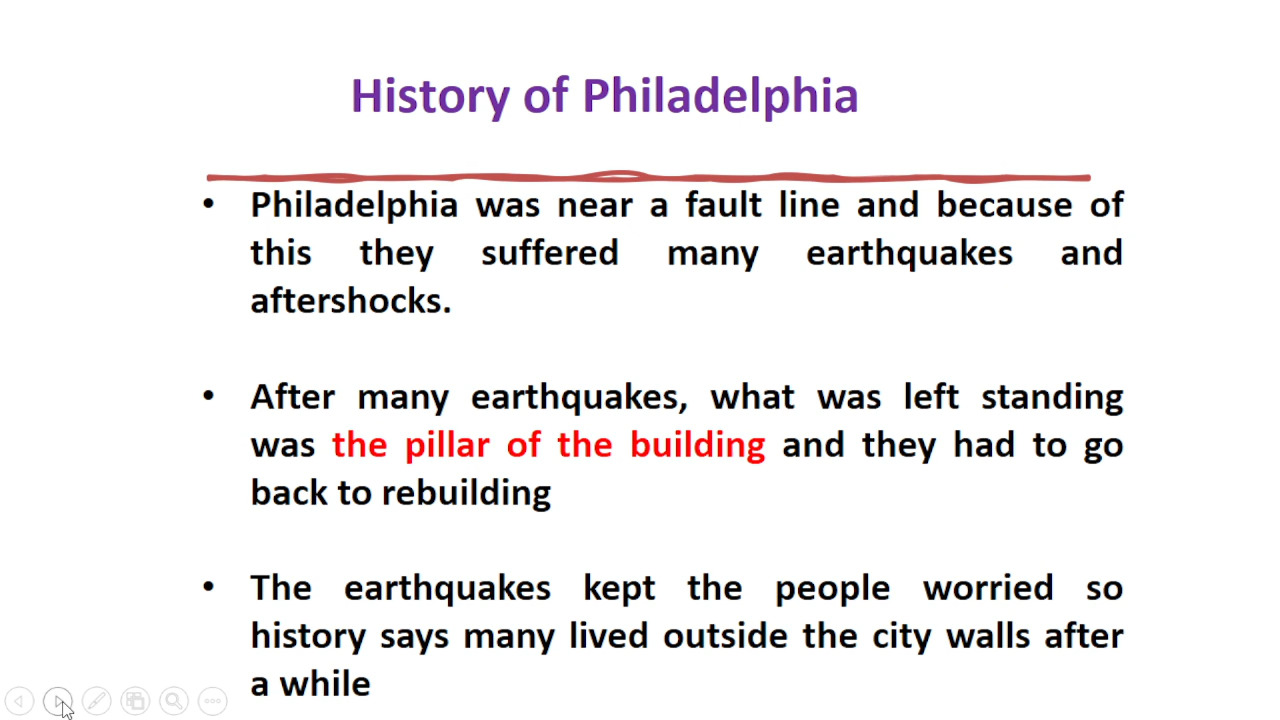 History of Philadelphia
• Philadelphia was near a fault line and because of
this they suffered many earthquakes and
aftershocks.
• After many earthquakes, what was left standing
was the pillar of the building and they had to go
back to rebuilding
• The earthquakes kept the people worried so
history says many lived outside the city walls after
a while